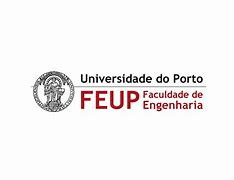 Universidade do Porto
FEUP Faculdade de
Engenharia